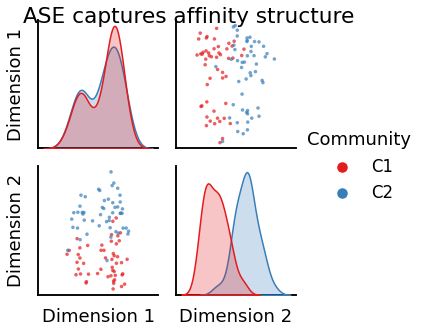 ASE captures affinity structure
Dimension 1
Community
C1
C2
Dimension 2
Dimension 1
Dimension 2